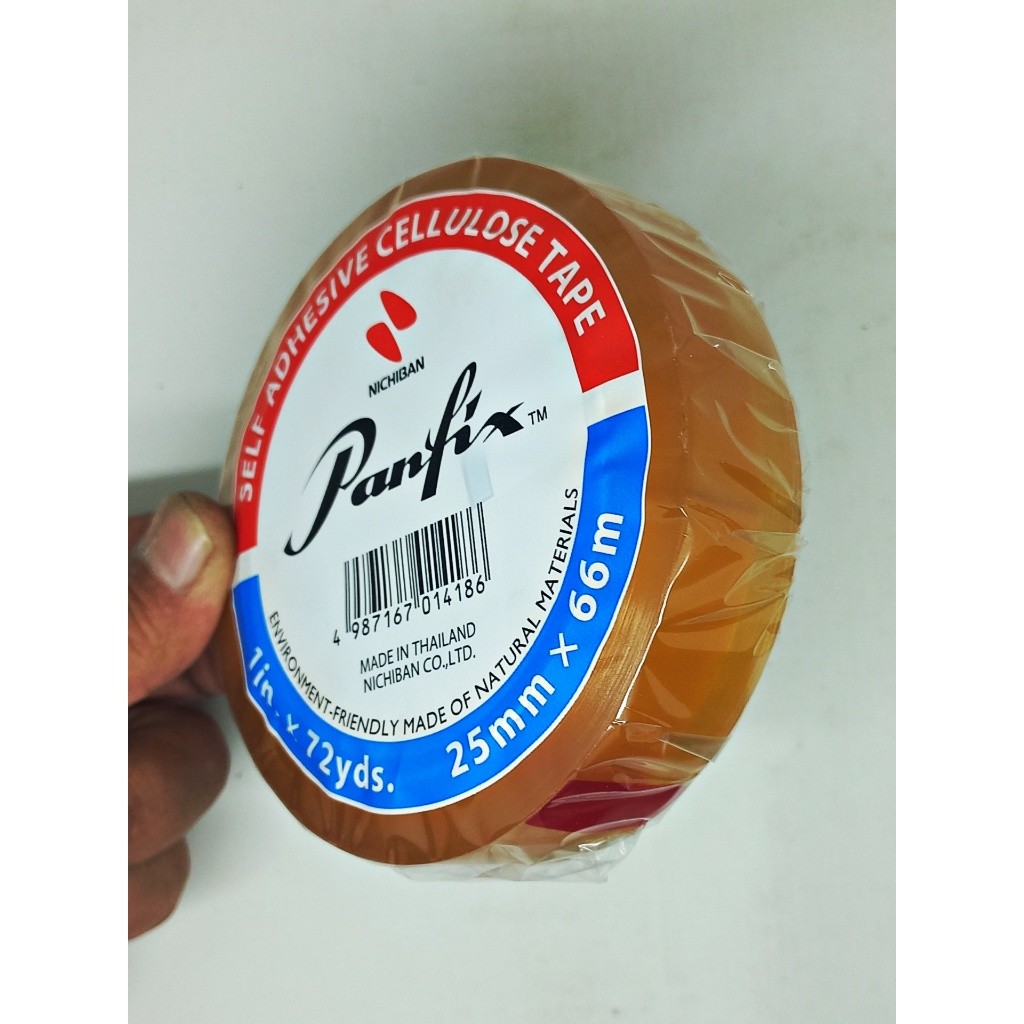 SELF ADHESIVE CELLULOSE TAPE
NICHIBAN
Panfix™
4 987167 014186
MADE IN THAILAND
NICHIBAN CO.,LTD.
ENVIRONMENT-FRIENDLY MADE OF NATURAL MATERIALS
1in. x 72yds. 25mm x 66m